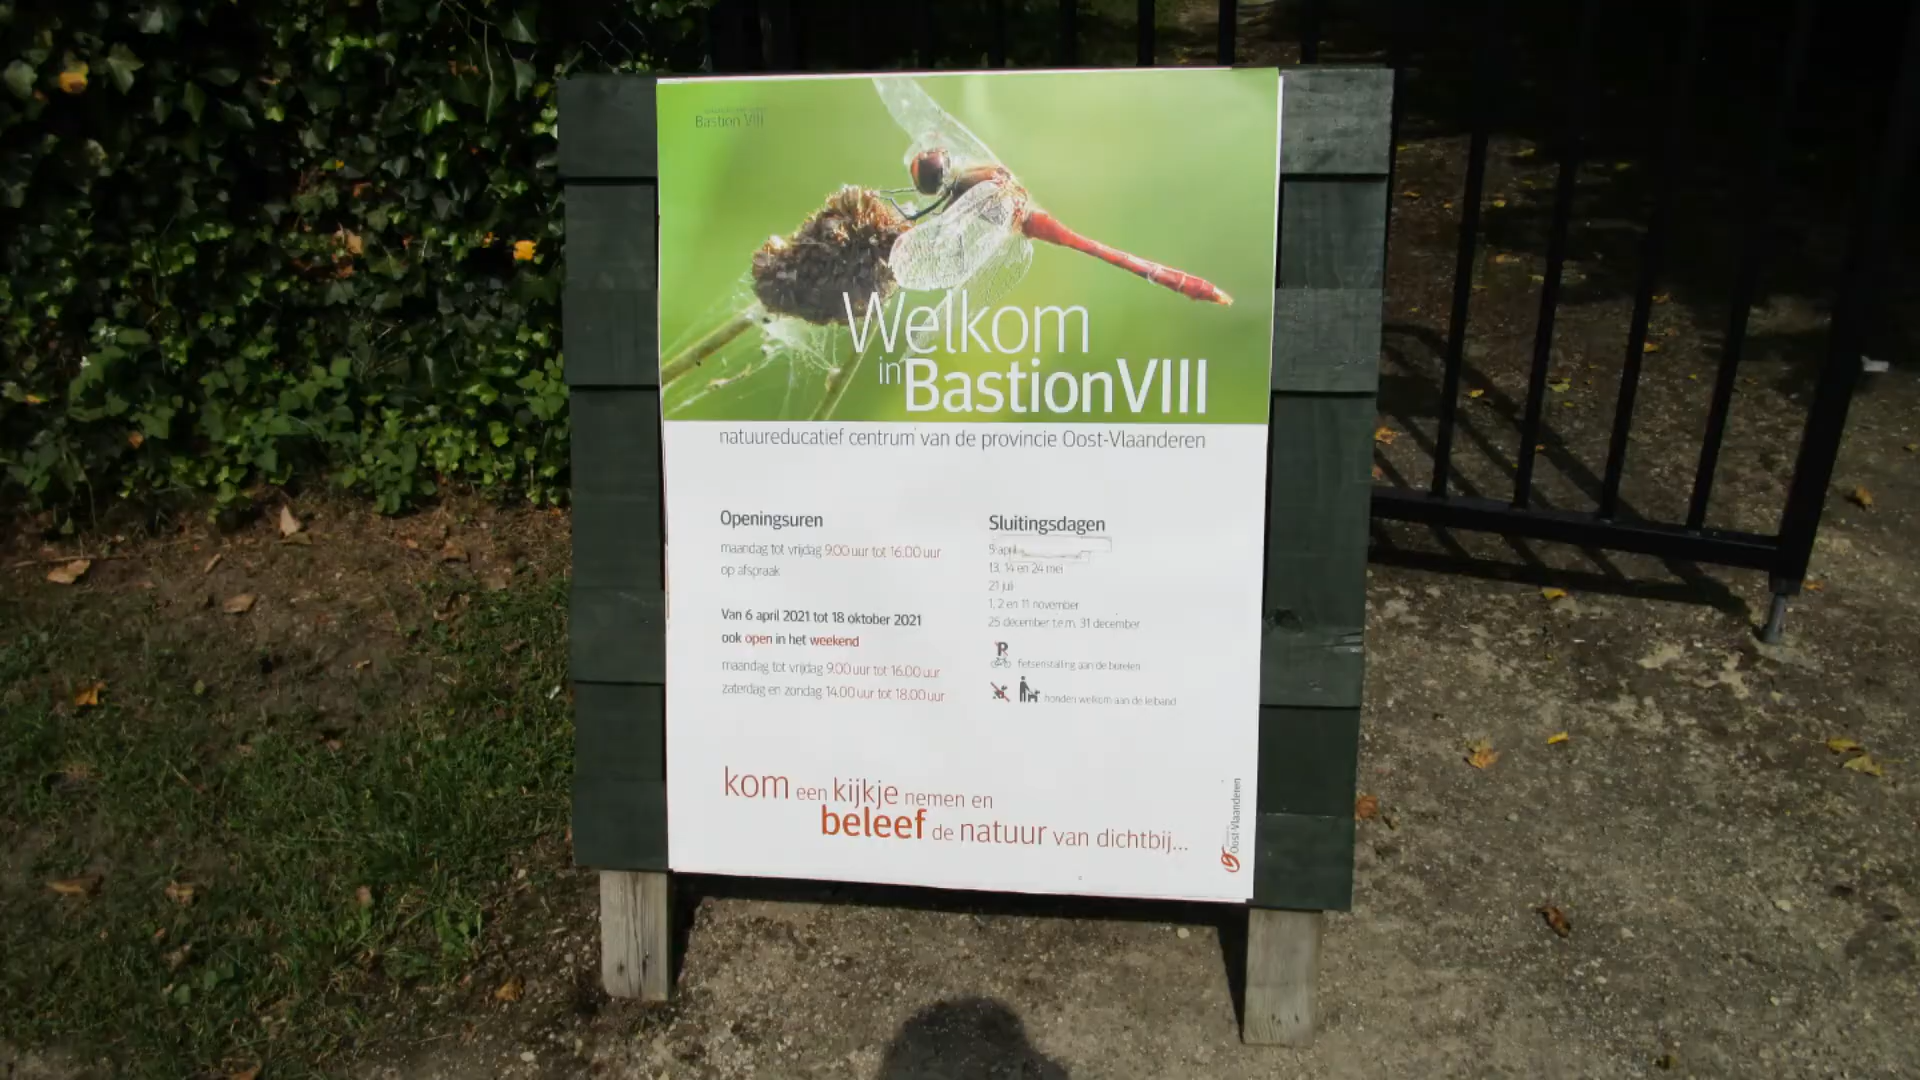 Bastion VIII
Welkom
in Bastion VIII
natuureducatief centrum van de provincie Oost-Vlaanderen
Openingsuren
maandag tot vrijdag 9.00 uur tot 16.00 uur
op afspraak
Van 6 april 2021 tot 18 oktober 2021
ook open in het weekend
maandag tot vrijdag 9.00 uur tot 16.00 uur
zaterdag en zondag 14.00 uur tot 18.00 uur
Sluitingsdagen
5 april
13, 14 en 24 mei
21 juli
1, 2 en 11 november
25 december t.e.m. 31 december
P
fietsenstalling aan de burelen
honden welkom aan de leiband
kom een kijkje nemen en
beleef de natuur van dichtbij...
Oost-Vlaanderen